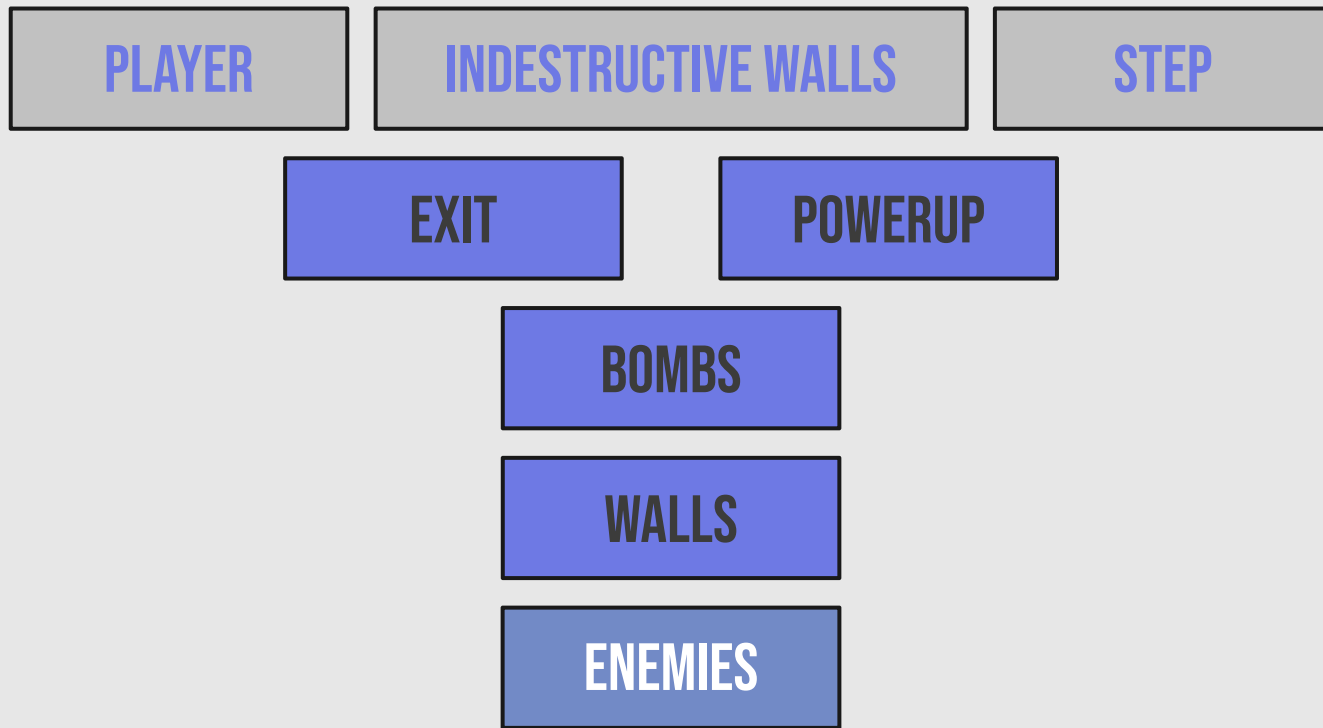 PLAYER
INDESTRUCTIVE WALLS
STEP
EXIT
POWERUP
BOMBS
WALLS
ENEMIES